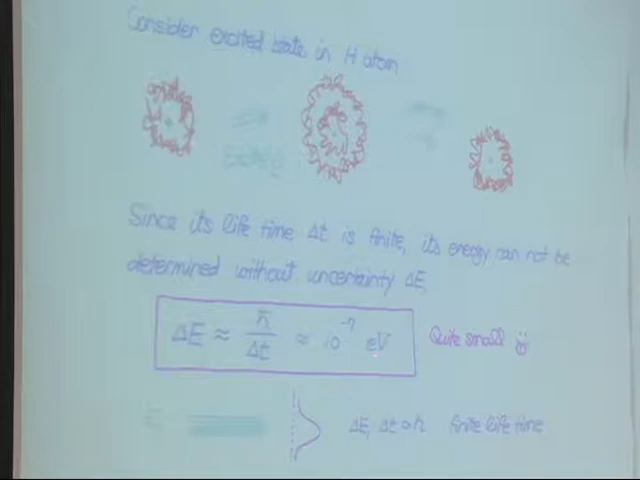 Consider excited state in H atom
Since its life time Δt is finite, its energy can not be
determined without uncertainty ΔE,
ΔE ≈ ℏ/Δt ≈ 10⁻⁷ eV Quite small ☺
E ΔE, Δt ≈ ℏ finite life time